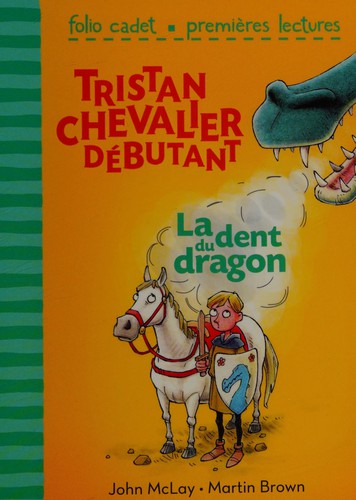 folio cadet ▪ premières lectures
TRISTAN
CHEVALIER
DÉBUTANT
La dent
du
dragon
John McLay • Martin Brown